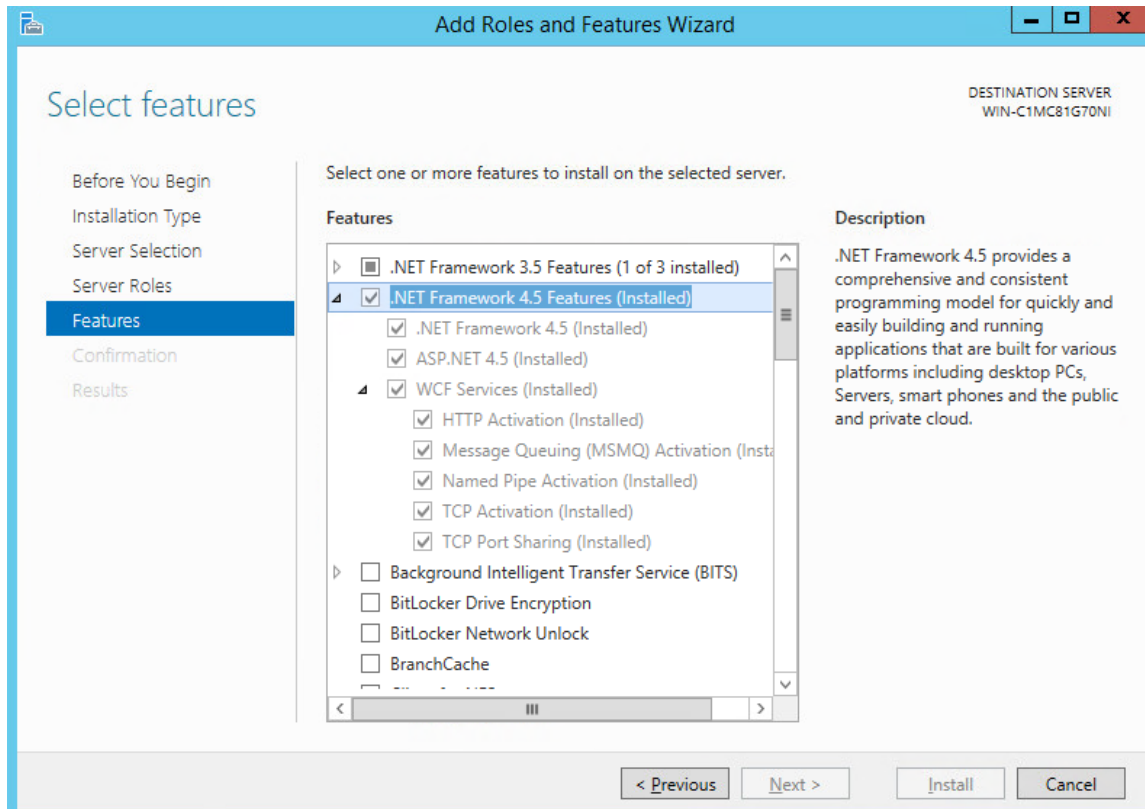 Add Roles and Features Wizard
Select features
DESTINATION SERVER
WIN-C1MC81G70NI
Before You Begin
Installation Type
Server Selection
Server Roles
Features
Confirmation
Results
Select one or more features to install on the selected server.
Features
.NET Framework 3.5 Features (1 of 3 installed)
.NET Framework 4.5 Features (Installed)
.NET Framework 4.5 (Installed)
ASP.NET 4.5 (Installed)
WCF Services (Installed)
HTTP Activation (Installed)
Message Queuing (MSMQ) Activation (Insta
Named Pipe Activation (Installed)
TCP Activation (Installed)
TCP Port Sharing (Installed)
Background Intelligent Transfer Service (BITS)
BitLocker Drive Encryption
BitLocker Network Unlock
BranchCache
Description
.NET Framework 4.5 provides a
comprehensive and consistent
programming model for quickly and
easily building and running
applications that are built for various
platforms including desktop PCs,
Servers, smart phones and the public
and private cloud.
< Previous
Next >
Install
Cancel